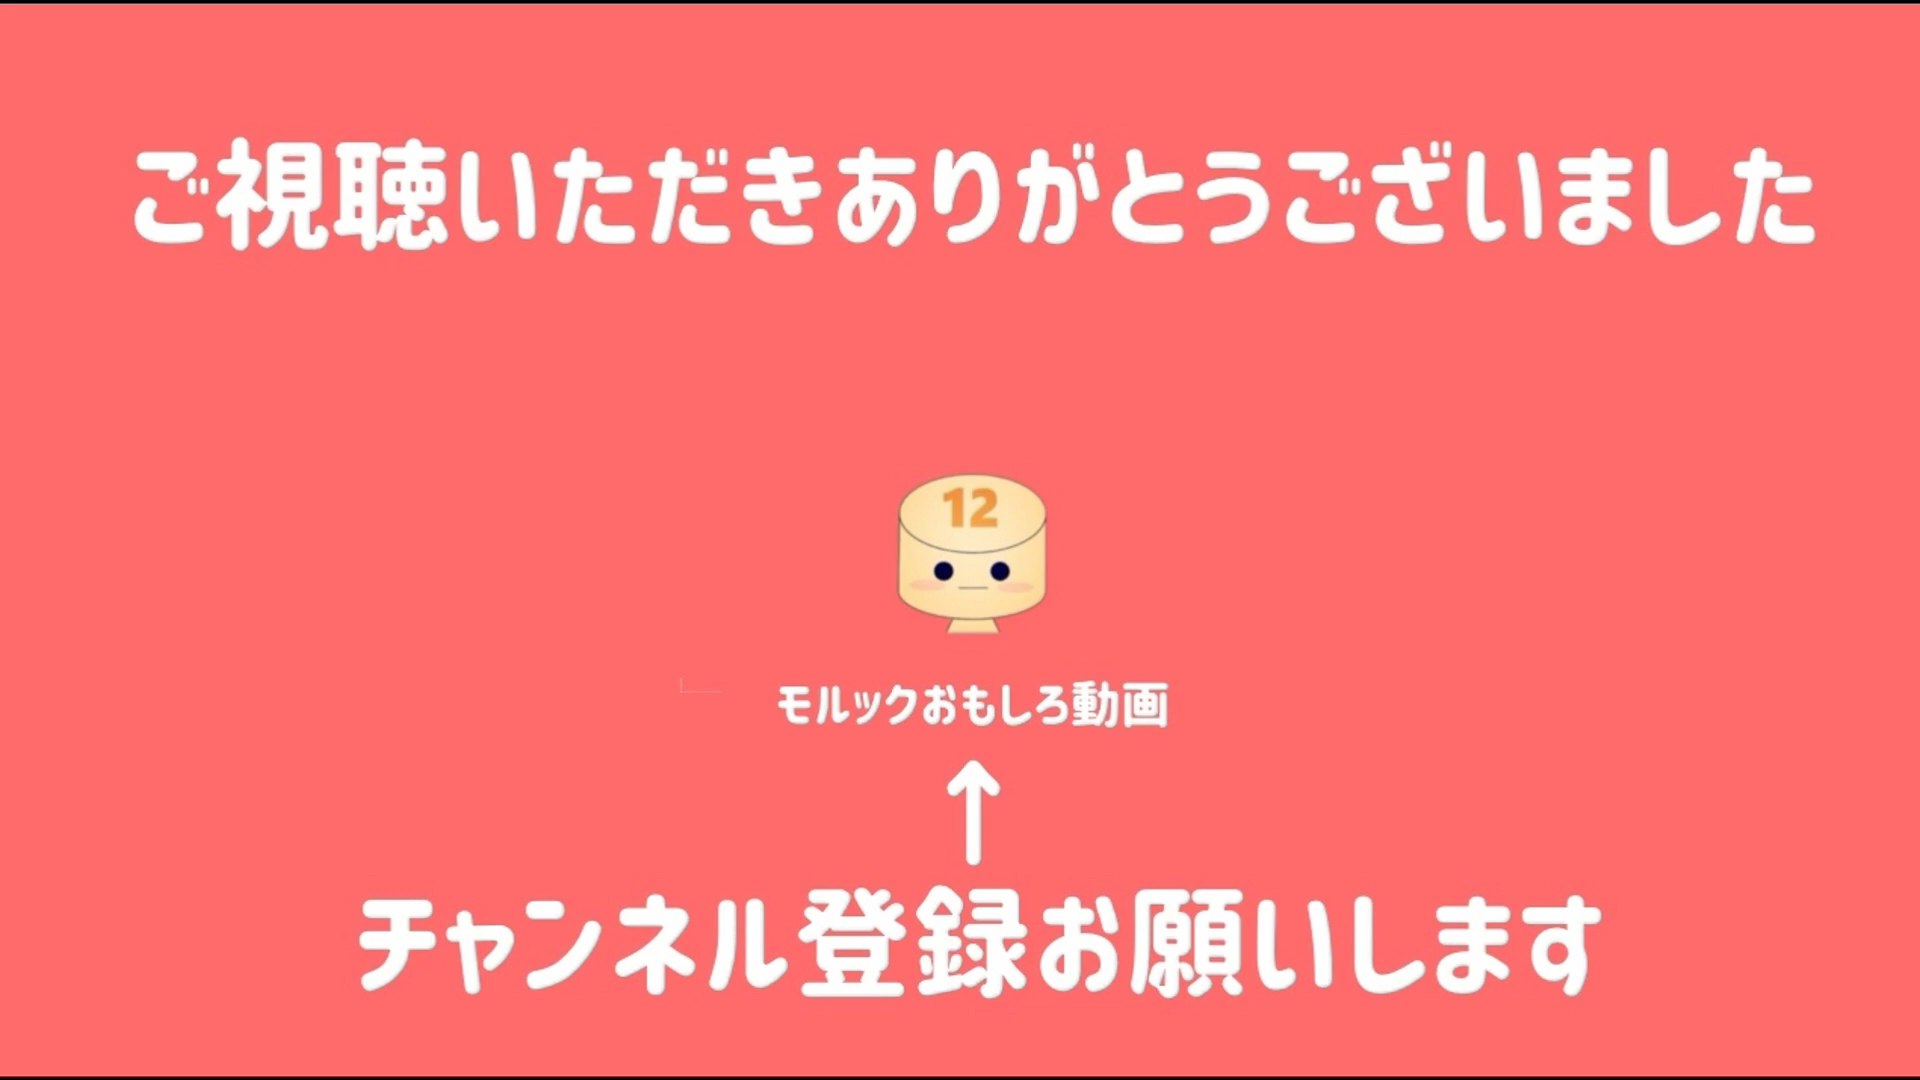 ご視聴いただきありがとうございました
12
モルックおもしろ動画
↑
チャンネル登録お願いします